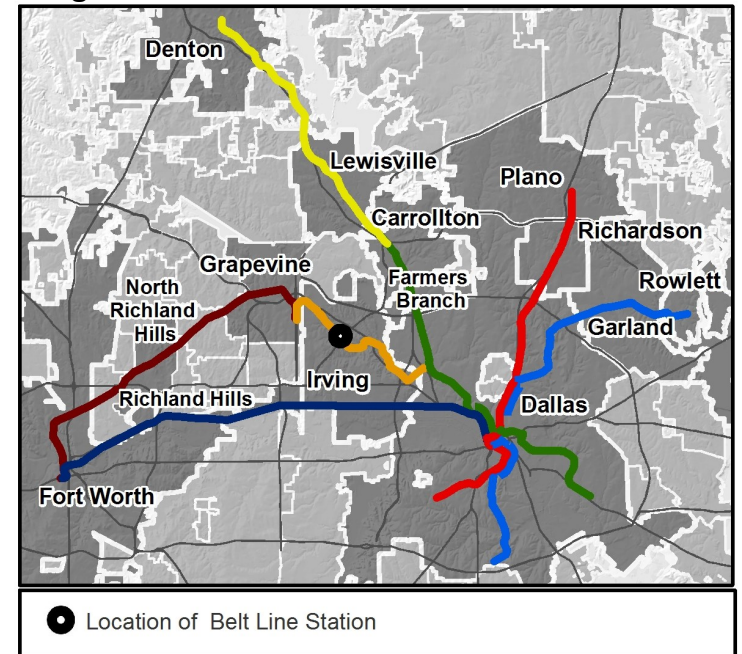 Denton
Lewisville
Plano
Carrollton
Richardson
Grapevine
Farmers
Branch
Rowlett
North
Richland
Hills
Garland
Irving
Richland Hills
Dallas
Fort Worth
Location of Belt Line Station